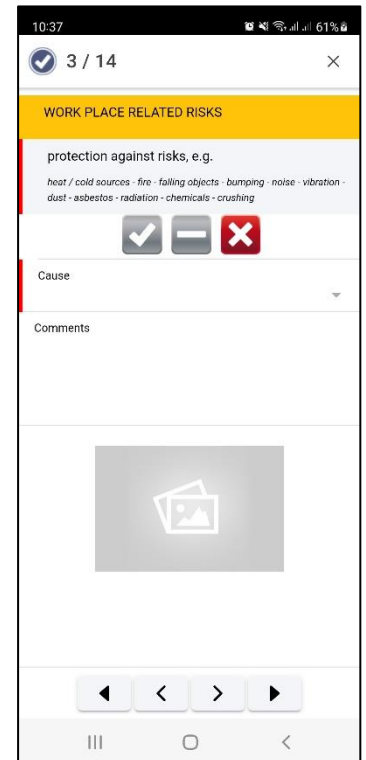 10:37
61%
3 / 14
WORK PLACE RELATED RISKS
protection against risks, e.g.
heat / cold sources - fire - falling objects - bumping - noise - vibration -
dust - asbestos - radiation - chemicals - crushing
Cause
Comments